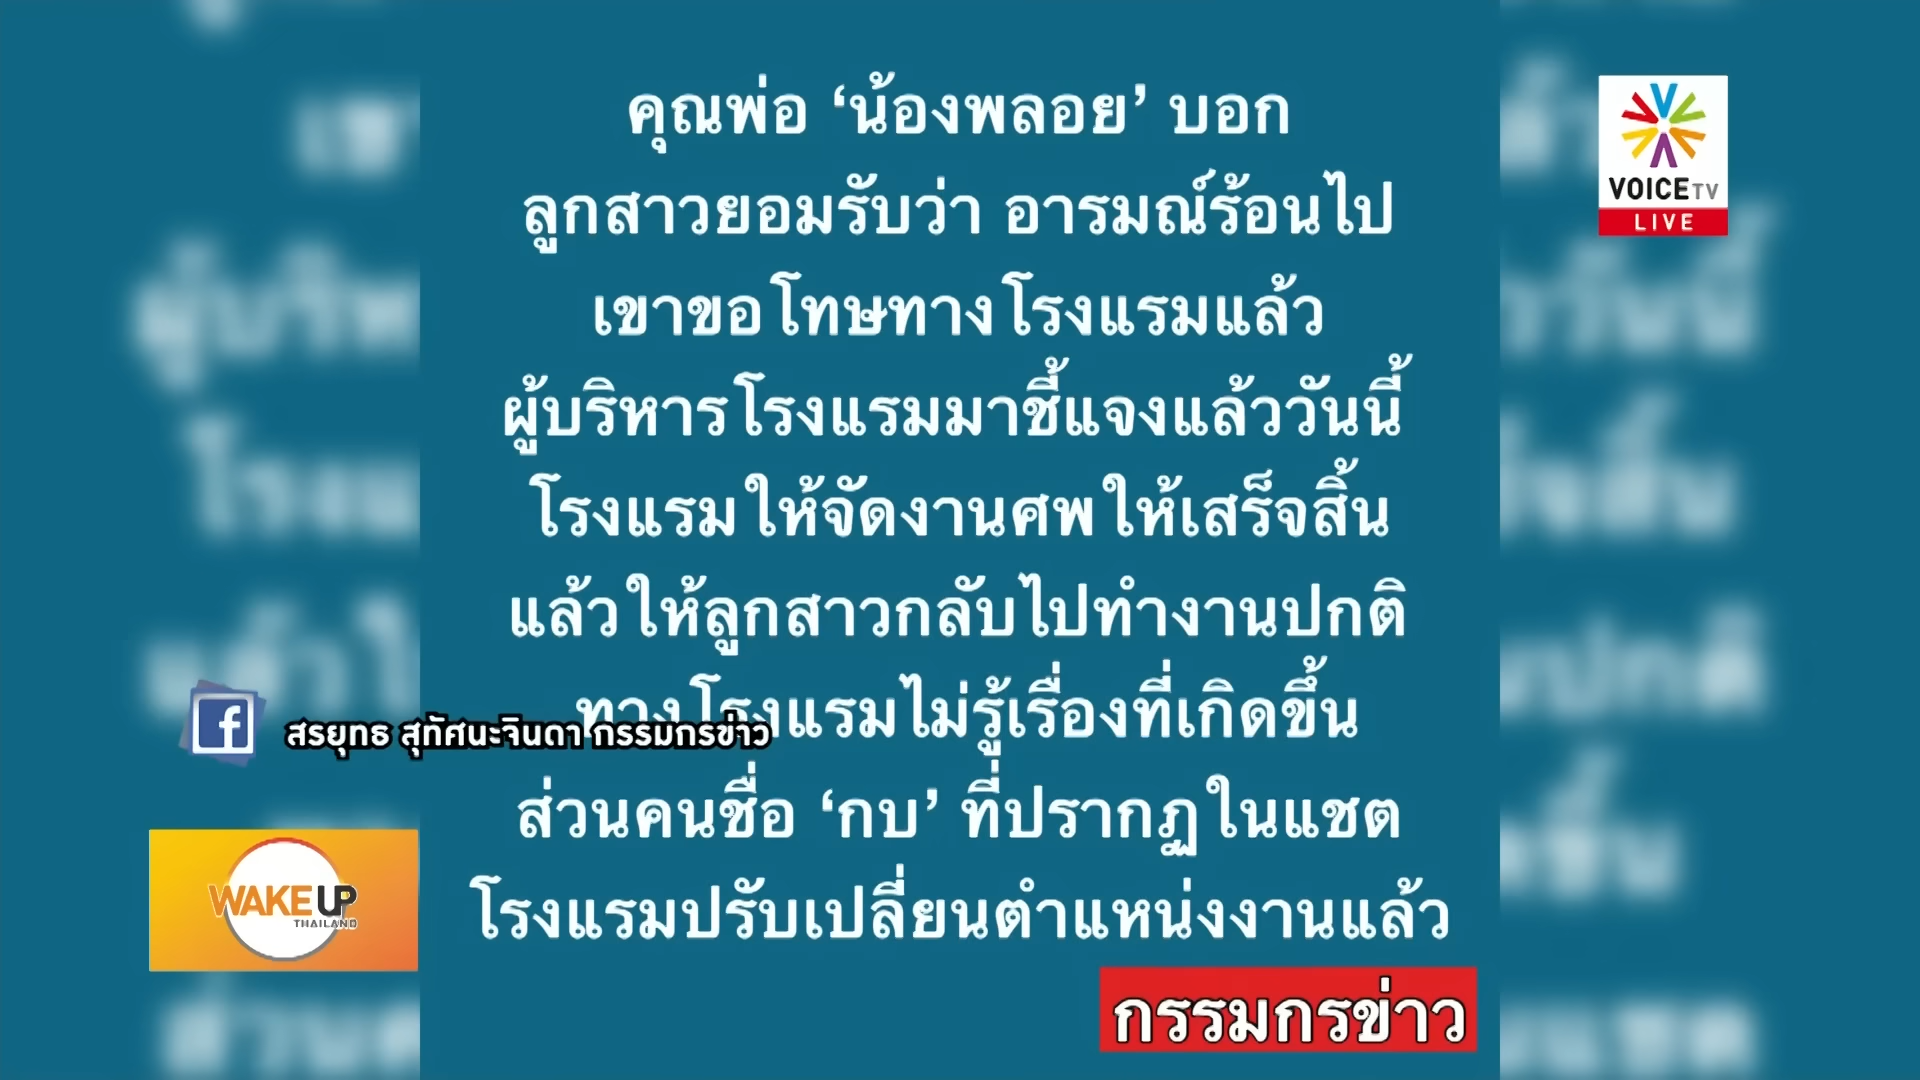 คุณพ่อ ‘น้องพลอย’ บอก
ลูกสาวยอมรับว่า อารมณ์ร้อนไป
เขาขอโทษทางโรงแรมแล้ว
ผู้บริหารโรงแรมมาชี้แจงแล้ววันนี้
โรงแรมให้จัดงานศพให้เสร็จสิ้น
แล้วให้ลูกสาวกลับไปทำงานปกติ
ทางโรงแรมไม่รู้เรื่องที่เกิดขึ้น
ส่วนคนชื่อ ‘กบ’ ที่ปรากฏในแชต
โรงแรมปรับเปลี่ยนตำแหน่งงานแล้ว
กรรมกรข่าว
สรยุทธ สุทัศนะจินดา กรรมกรข่าว
WAKE UP
THAILAND
VOICE TV
LIVE